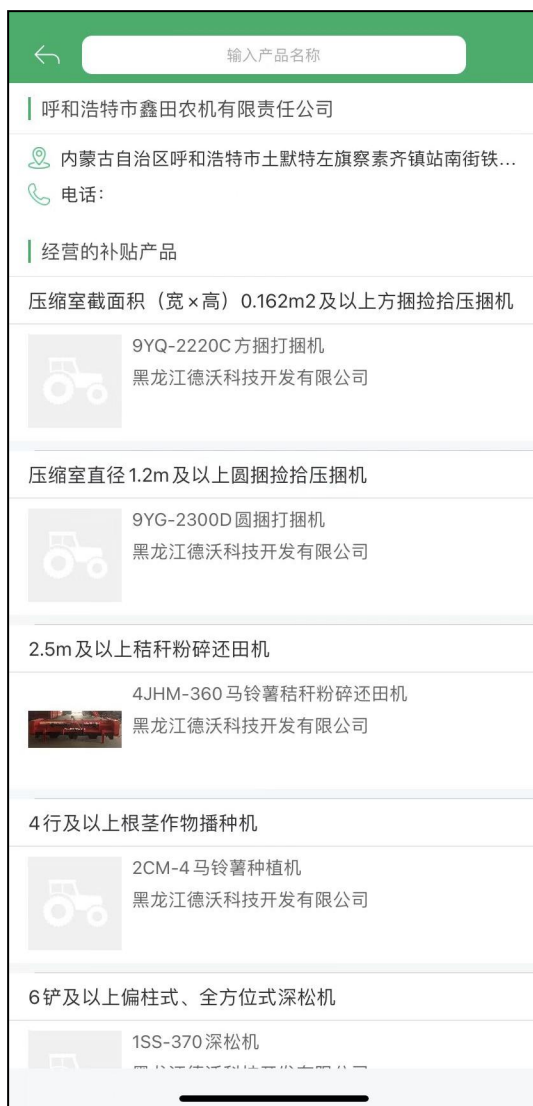 输入产品名称
呼和浩特市鑫田农机有限责任公司
内蒙古自治区呼和浩特市土默特左旗察素齐镇站南街铁...
电话：
经营的补贴产品
压缩室截面积（宽×高）0.162m2及以上方捆捡拾压捆机
9YQ-2220C方捆打捆机
黑龙江德沃科技开发有限公司
压缩室直径1.2m及以上圆捆捡拾压捆机
9YG-2300D圆捆打捆机
黑龙江德沃科技开发有限公司
2.5m及以上秸秆粉碎还田机
4JHM-360马铃薯秸秆粉碎还田机
黑龙江德沃科技开发有限公司
4行及以上根茎作物播种机
2CM-4马铃薯种植机
黑龙江德沃科技开发有限公司
6铲及以上偏柱式、全方位式深松机
1SS-370深松机